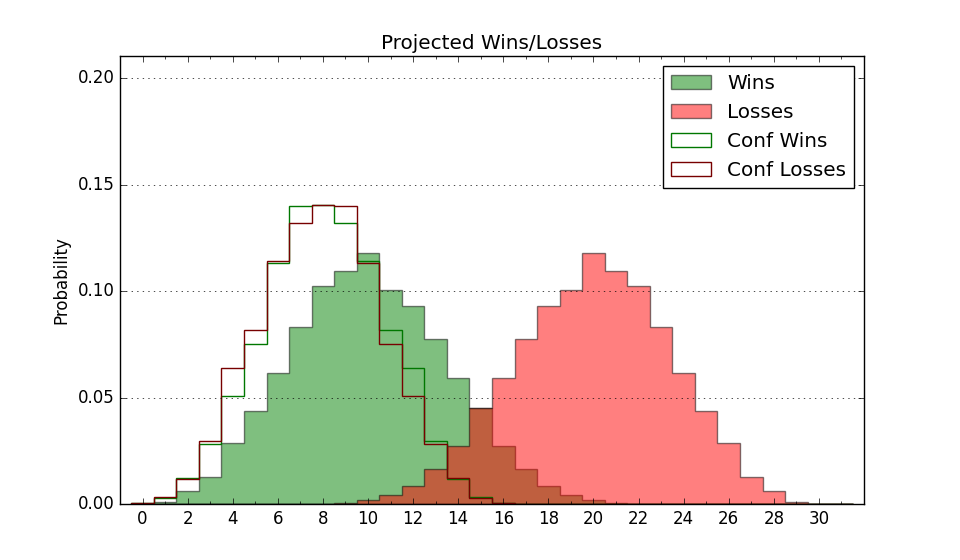 Projected Wins/Losses
0.20
0.15
0.10
0.05
0.00
Probability
Wins
Losses
Conf Wins
Conf Losses
0 2 4 6 8 10 12 14 16 18 20 22 24 26 28 30